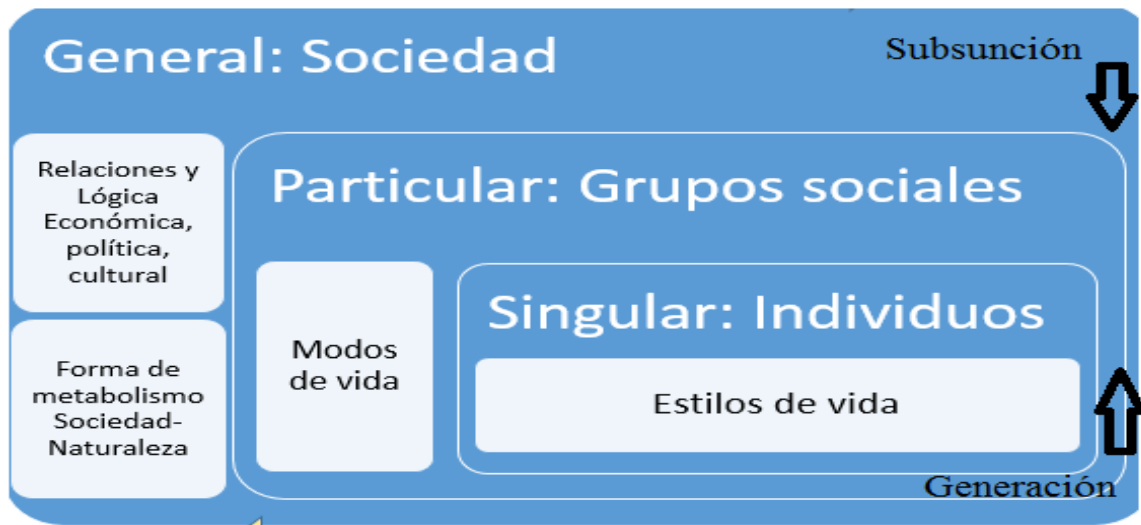 General: Sociedad
Subsunción
Relaciones y
Lógica
Económica,
política,
cultural
Particular: Grupos sociales
Singular: Individuos
Modos
de vida
Forma de
metabolismo
Sociedad-
Naturaleza
Estilos de vida
Generación